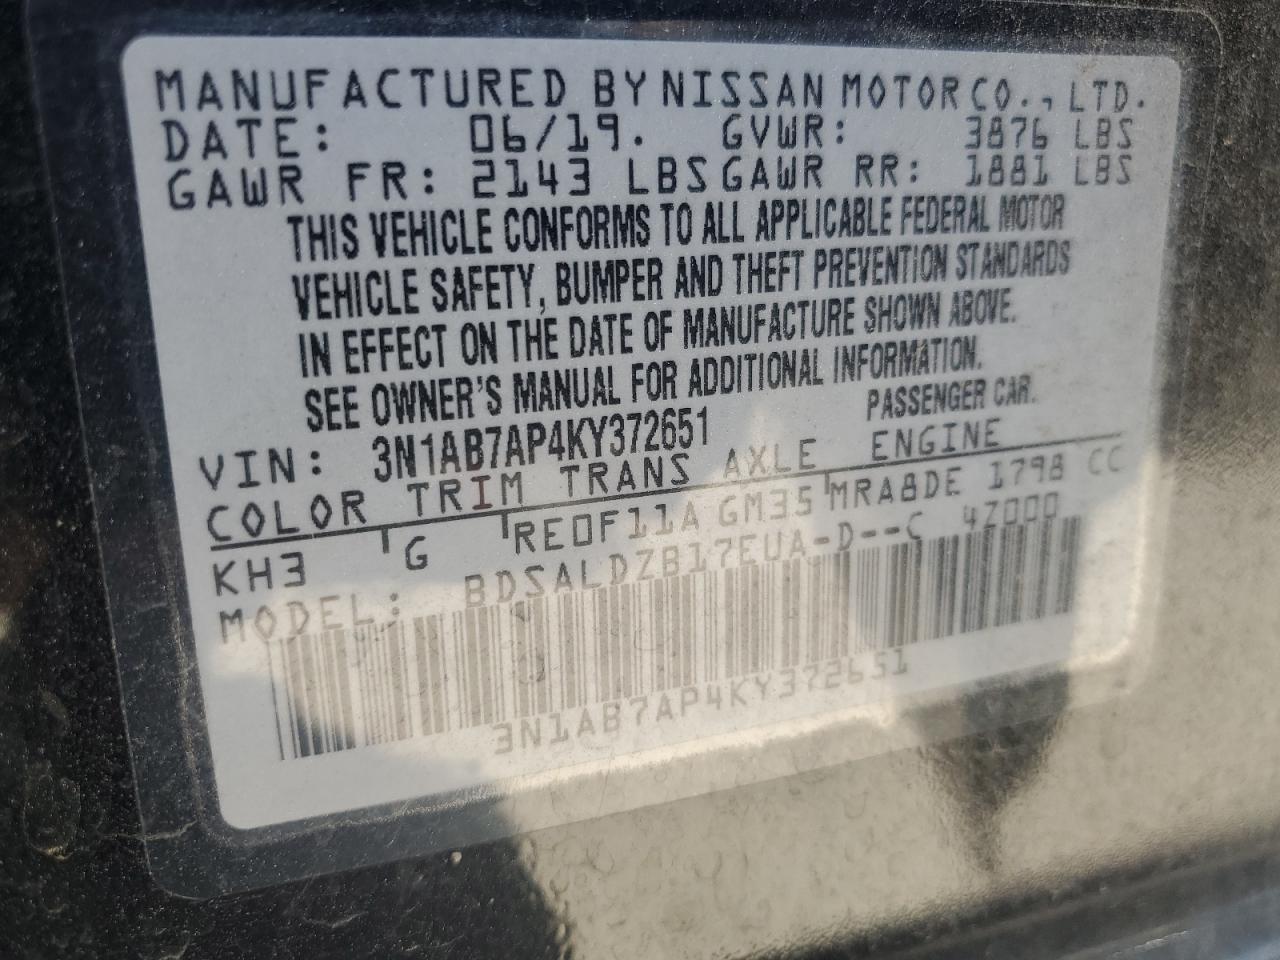 MANUFACTURED BY NISSAN MOTOR CO., LTD.
DATE: 06/19. GVWR: 3876 LBS
GAWR FR: 2143 LBS GAWR RR: 1881 LBS
THIS VEHICLE CONFORMS TO ALL APPLICABLE FEDERAL MOTOR
VEHICLE SAFETY, BUMPER AND THEFT PREVENTION STANDARDS
IN EFFECT ON THE DATE OF MANUFACTURE SHOWN ABOVE.
SEE OWNER'S MANUAL FOR ADDITIONAL INFORMATION.
VIN: 3N1AB7AP4KY372651 PASSENGER CAR.
COLOR TRIM TRANS AXLE ENGINE
KH3 G RE0F11A GM35 MRA8DE 1798 CC
MODEL: BDSALDZB17EUA-D--C 4Z000
3N1AB7AP4KY372651